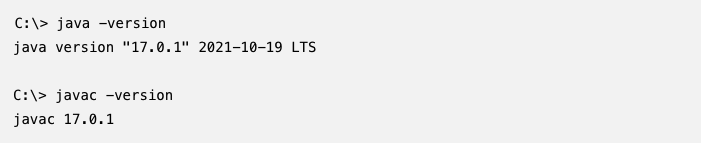 C:\> java -version
java version "17.0.1" 2021-10-19 LTS
C:\> javac -version
javac 17.0.1